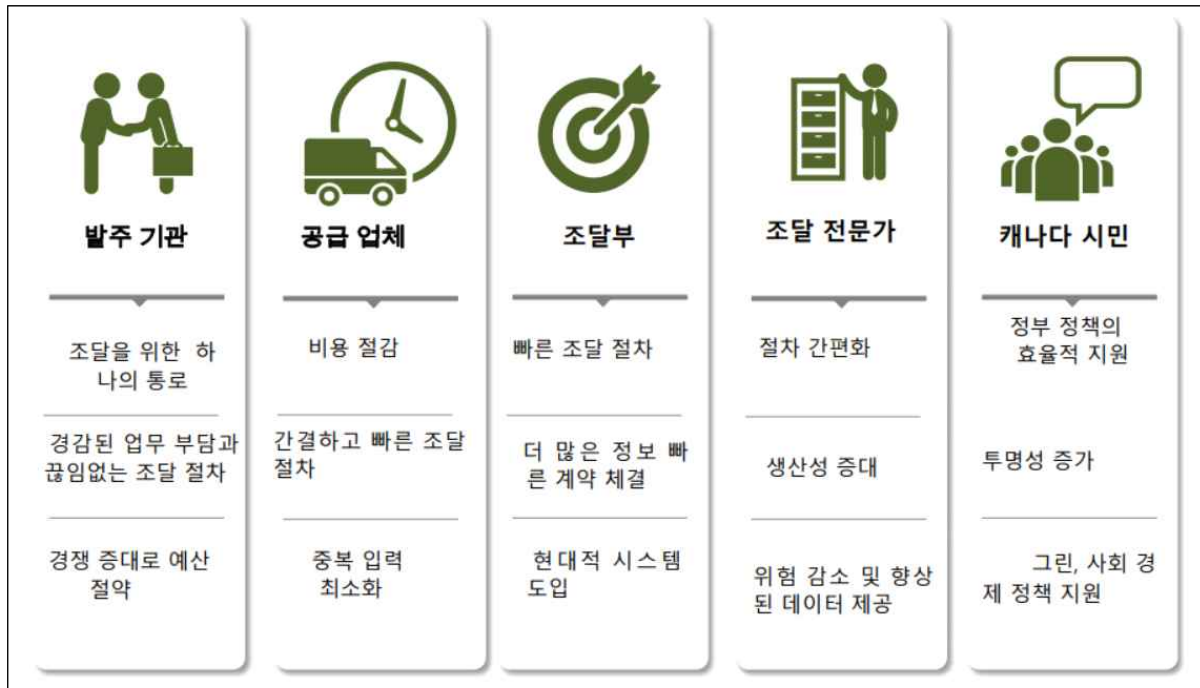 발주 기관
조달을 위한 하
나의 통로
경감된 업무 부담과
끊임없는 조달 절차
경쟁 증대로 예산
절약
공급 업체
비용 절감
간결하고 빠른 조달
절차
중복 입력
최소화
조달부
빠른 조달 절차
더 많은 정보 빠
른 계약 체결
현대적 시스템
도입
조달 전문가
절차 간편화
생산성 증대
위험 감소 및 향상
된 데이터 제공
캐나다 시민
정부 정책의
효율적 지원
투명성 증가
그린, 사회 경
제 정책 지원